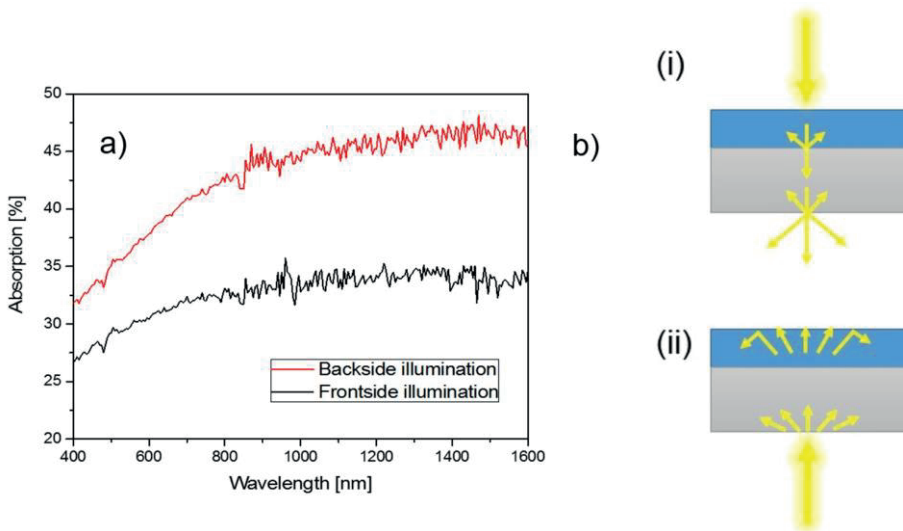 a)
Absorption [%]
50
45
40
35
30
25
20
400
600
800
1000
1200
1400
1600
Wavelength [nm]
Backside illumination
Frontside illumination
b)
(i)
(ii)